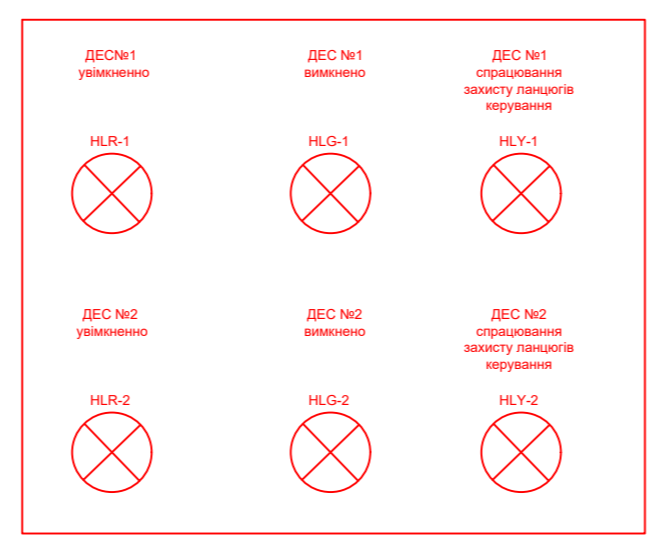 ДЕС№1
увімкненно
ДЕС №1
вимкнено
ДЕС №1
спрацювання
захисту ланцюгів
керування
HLR-1
HLG-1
HLY-1
ДЕС №2
увімкненно
ДЕС №2
вимкнено
ДЕС №2
спрацювання
захисту ланцюгів
керування
HLR-2
HLG-2
HLY-2